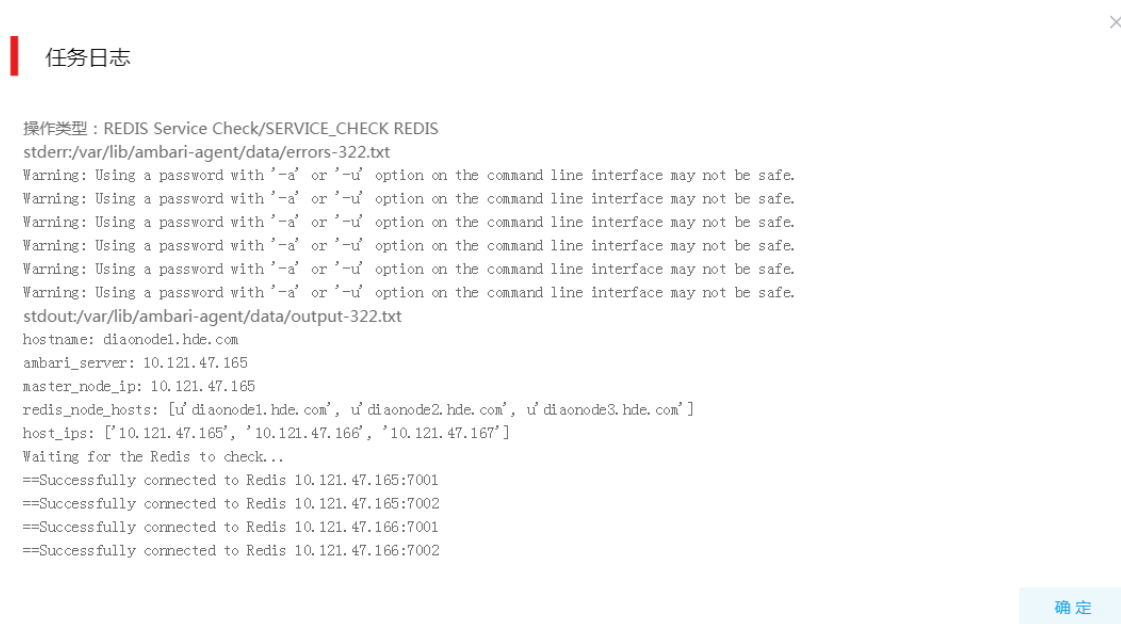 任务日志
操作类型：REDIS Service Check/SERVICE_CHECK REDIS
stderr:/var/lib/ambari-agent/data/errors-322.txt
Warning: Using a password with '-a' or '-u' option on the command line interface may not be safe.
Warning: Using a password with '-a' or '-u' option on the command line interface may not be safe.
Warning: Using a password with '-a' or '-u' option on the command line interface may not be safe.
Warning: Using a password with '-a' or '-u' option on the command line interface may not be safe.
Warning: Using a password with '-a' or '-u' option on the command line interface may not be safe.
Warning: Using a password with '-a' or '-u' option on the command line interface may not be safe.
stdout:/var/lib/ambari-agent/data/output-322.txt
hostname: diaonode1.hde.com
ambari_server: 10.121.47.165
master_node_ip: 10.121.47.165
redis_node_hosts: [u'diaonode1.hde.com', u'diaonode2.hde.com', u'diaonode3.hde.com']
host_ips: ['10.121.47.165', '10.121.47.166', '10.121.47.167']
Waiting for the Redis to check...
==Successfully connected to Redis 10.121.47.165:7001
==Successfully connected to Redis 10.121.47.165:7002
==Successfully connected to Redis 10.121.47.166:7001
==Successfully connected to Redis 10.121.47.166:7002
确定